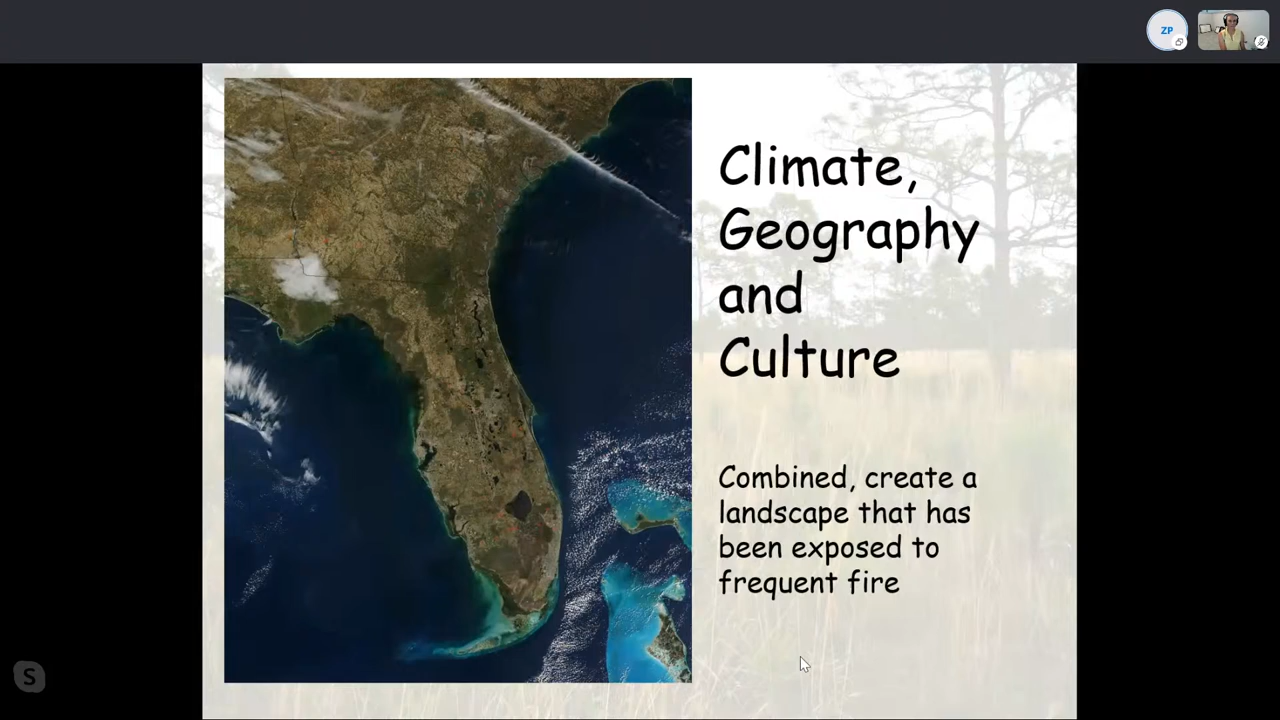 ZP
Climate,
Geography
and
Culture
Combined, create a
landscape that has
been exposed to
frequent fire
S